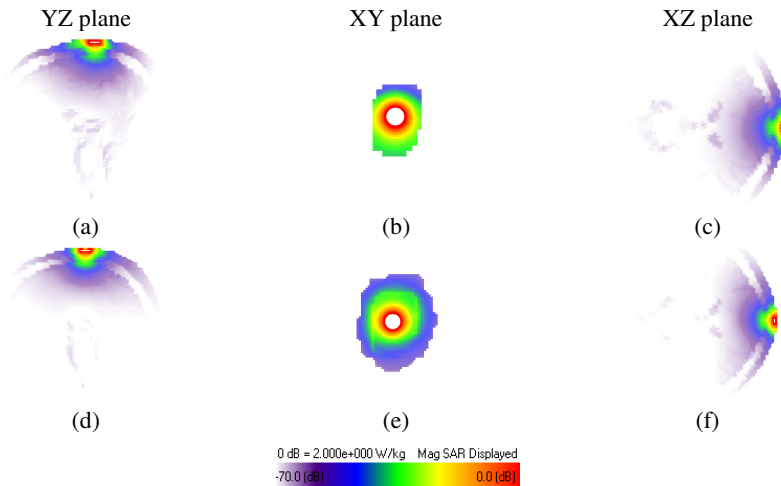 YZ plane
XY plane
XZ plane
(a)
(b)
(c)
(d)
(e)
(f)
0 dB = 2.000e+000 W/kg Mag SAR Displayed
-70.0 (dB)
0.0 (dB)